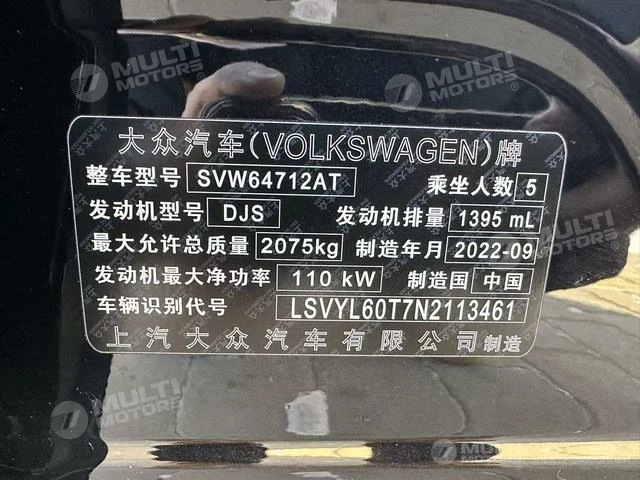 MULTI MOTORS®
MULTI MOTORS®
大众汽车(VOLKSWAGEN)牌
整车型号 SVW64712AT 乘坐人数 5
发动机型号 DJS 发动机排量 1395 mL
最大允许总质量 2075kg 制造年月 2022-09
发动机最大净功率 110 kW 制造国 中国
车辆识别代号 LSVYL60T7N2113461
上汽大众汽车有限公司制造
MULTI MOTORS®
MULTI MOTORS®